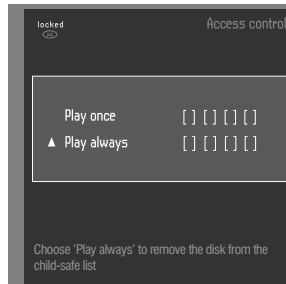 locked
Access control
Play once [ ] [ ] [ ] [ ]
▲ Play always [ ] [ ] [ ] [ ]
Choose 'Play always' to remove the disk from the
child-safe list